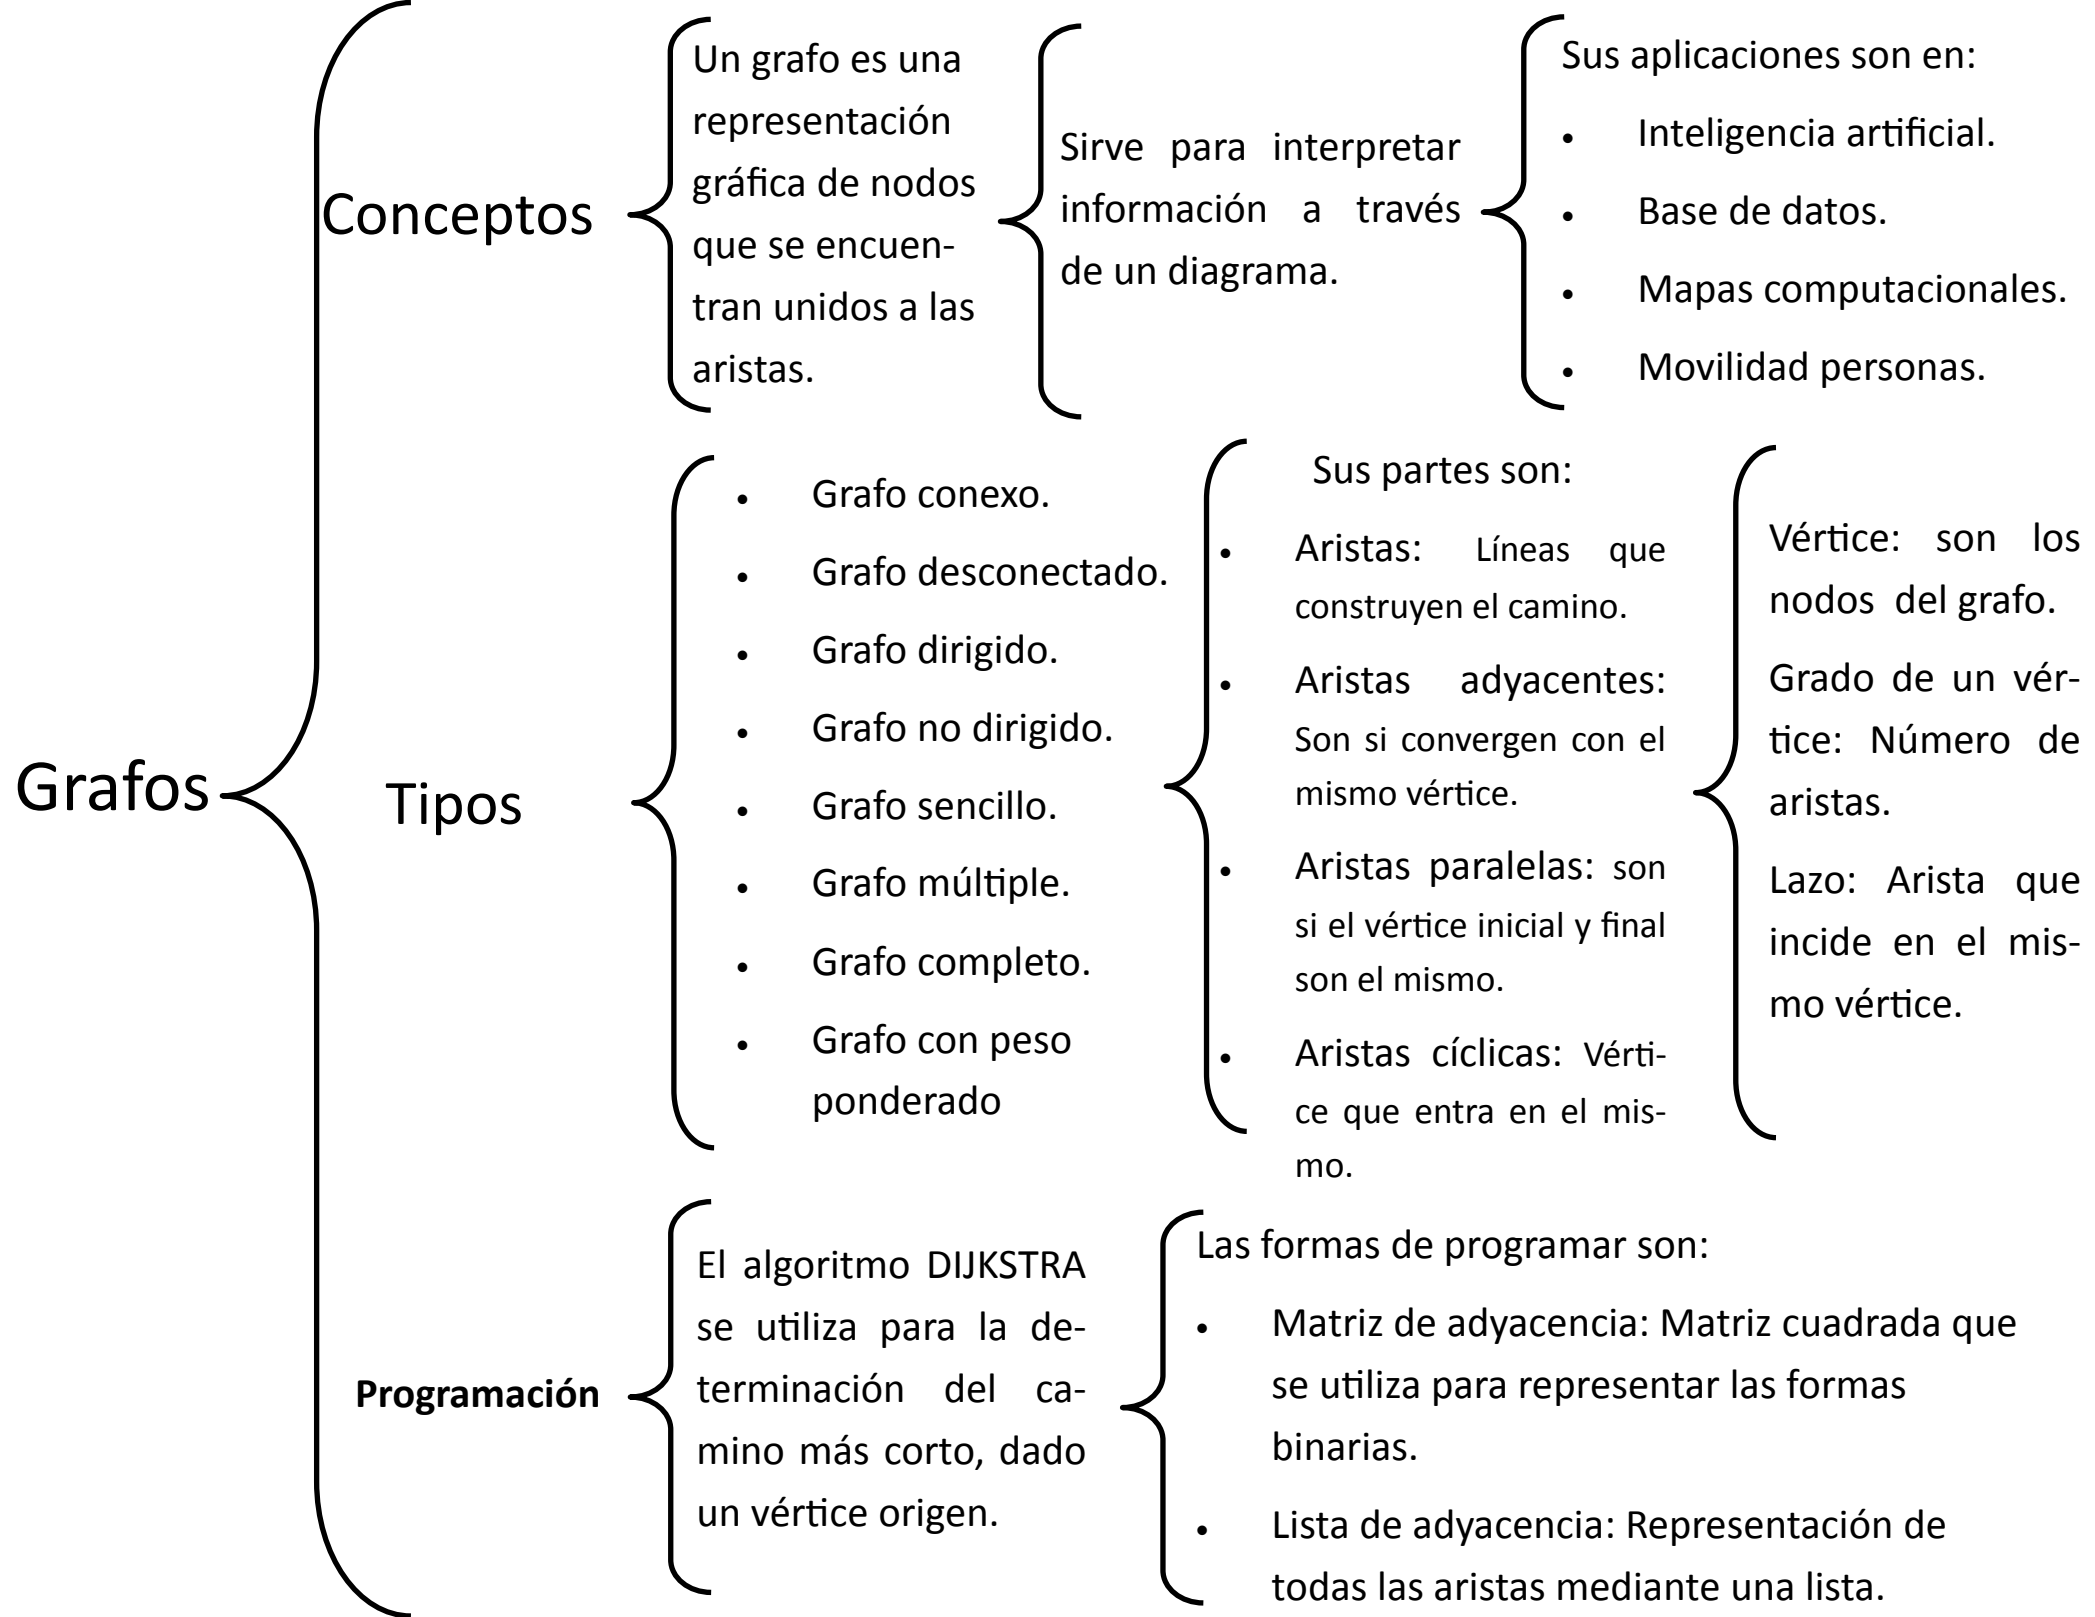 Grafos
Conceptos
Un grafo es una
representación
gráfica de nodos
que se encuen-
tran unidos a las
aristas.
Sirve para interpretar
información a través
de un diagrama.
Sus aplicaciones son en:
• Inteligencia artificial.
• Base de datos.
• Mapas computacionales.
• Movilidad personas.
Tipos
• Grafo conexo.
• Grafo desconectado.
• Grafo dirigido.
• Grafo no dirigido.
• Grafo sencillo.
• Grafo múltiple.
• Grafo completo.
• Grafo con peso
ponderado
Sus partes son:
• Aristas: Líneas que
construyen el camino.
• Aristas adyacentes:
Son si convergen con el
mismo vértice.
• Aristas paralelas: son
si el vértice inicial y final
son el mismo.
• Aristas cíclicas: Vérti-
ce que entra en el mis-
mo.
Vértice: son los
nodos del grafo.
Grado de un vér-
tice: Número de
aristas.
Lazo: Arista que
incide en el mis-
mo vértice.
Programación
El algoritmo DIJKSTRA
se utiliza para la de-
terminación del ca-
mino más corto, dado
un vértice origen.
Las formas de programar son:
• Matriz de adyacencia: Matriz cuadrada que
se utiliza para representar las formas
binarias.
• Lista de adyacencia: Representación de
todas las aristas mediante una lista.